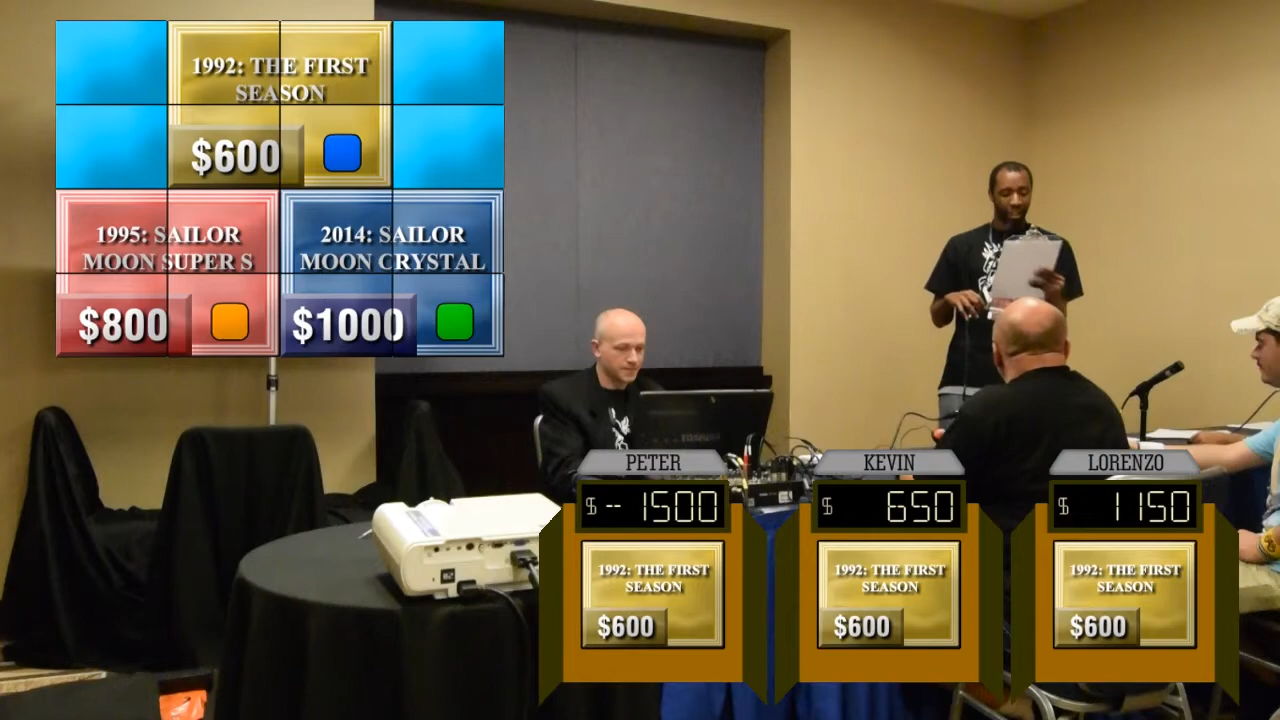 1992: THE FIRST
SEASON
$600
1995: SAILOR
MOON SUPER S
$800
2014: SAILOR
MOON CRYSTAL
$1000
PETER
$ -- 1500
1992: THE FIRST
SEASON
$600
KEVIN
$ 650
1992: THE FIRST
SEASON
$600
LORENZO
$ 1150
1992: THE FIRST
SEASON
$600